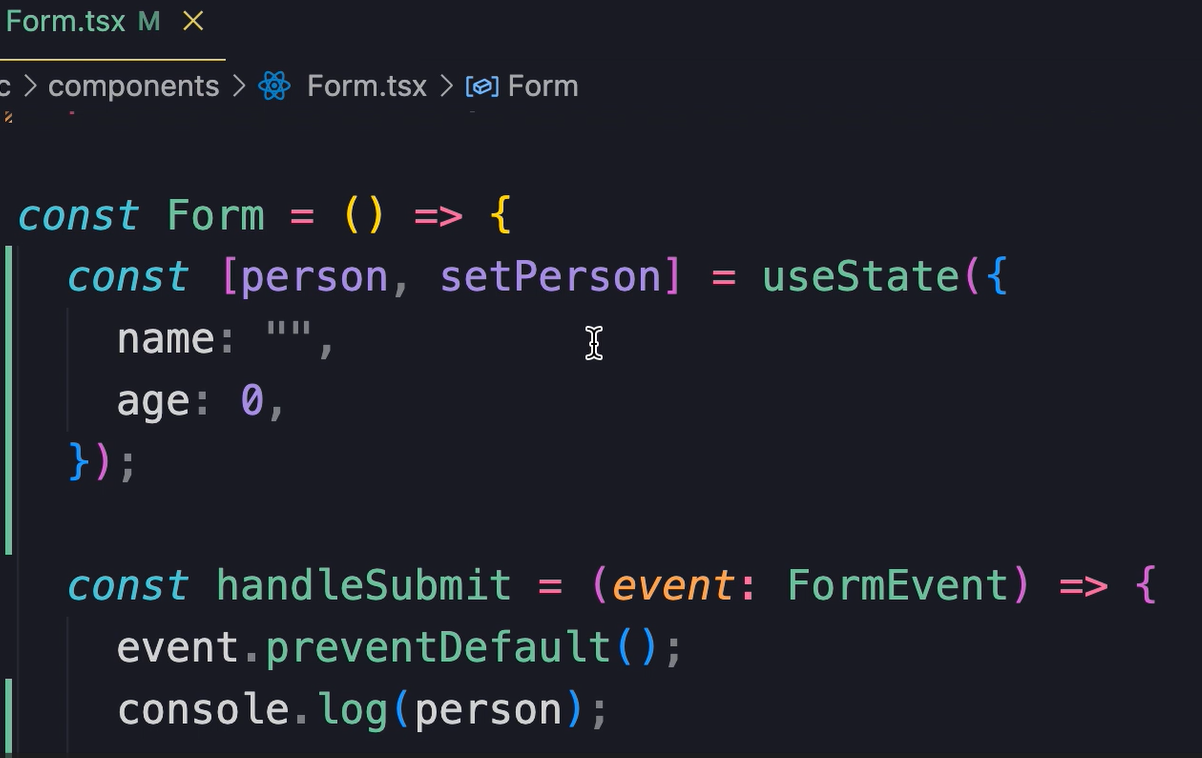 Form.tsx M ×
c > components > Form.tsx > Form
const Form = () => {
const [person, setPerson] = useState({
name: "",
age: 0,
});
const handleSubmit = (event: FormEvent) => {
event.preventDefault();
console.log(person);